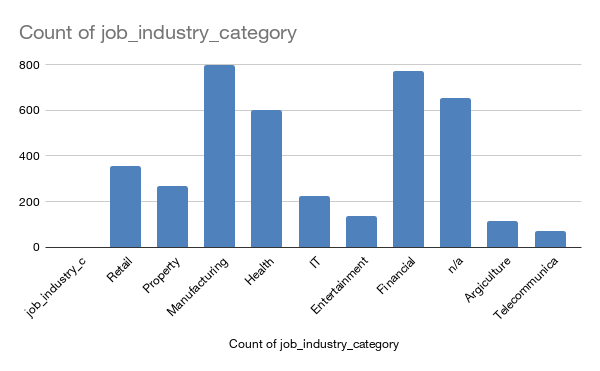 Count of job_industry_category
800
600
400
200
0
job_industry_c
Retail
Property
Manufacturing
Health
IT
Entertainment
Financial
n/a
Argiculture
Telecommunica
Count of job_industry_category